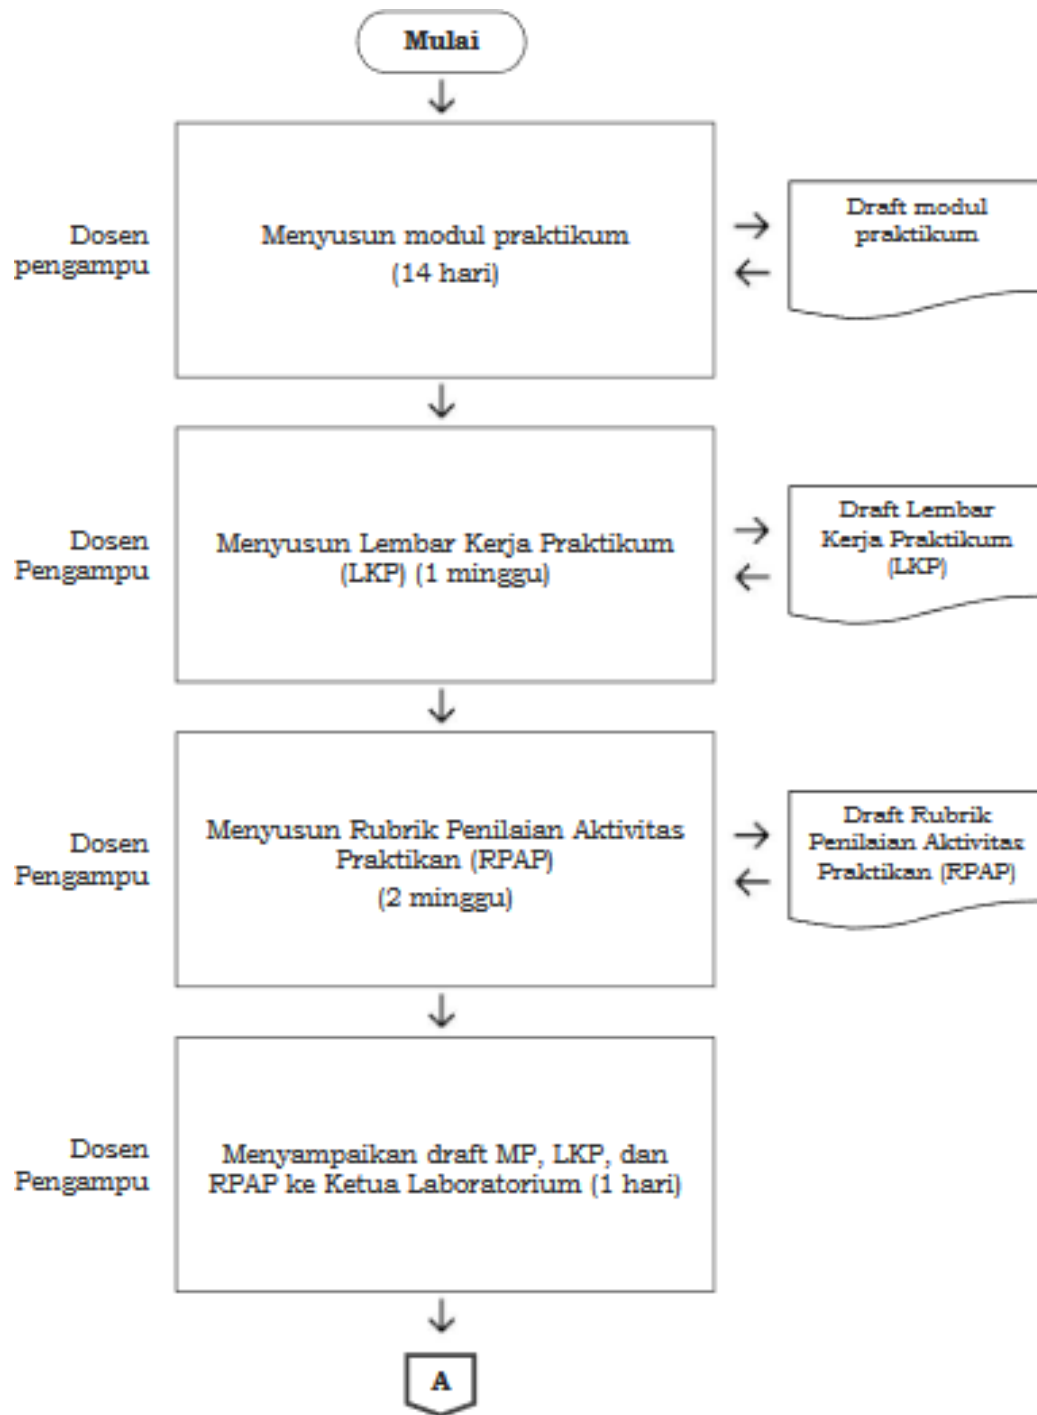 Mulai
Dosen
pengampu
Menyusun modul praktikum
(14 hari)
Draft modul
praktikum
Dosen
Pengampu
Menyusun Lembar Kerja Praktikum
(LKP) (1 minggu)
Draft Lembar
Kerja Praktikum
(LKP)
Dosen
Pengampu
Menyusun Rubrik Penilaian Aktivitas
Praktikan (RPAP)
(2 minggu)
Draft Rubrik
Penilaian Aktivitas
Praktikan (RPAP)
Dosen
Pengampu
Menyampaikan draft MP, LKP, dan
RPAP ke Ketua Laboratorium (1 hari)
A